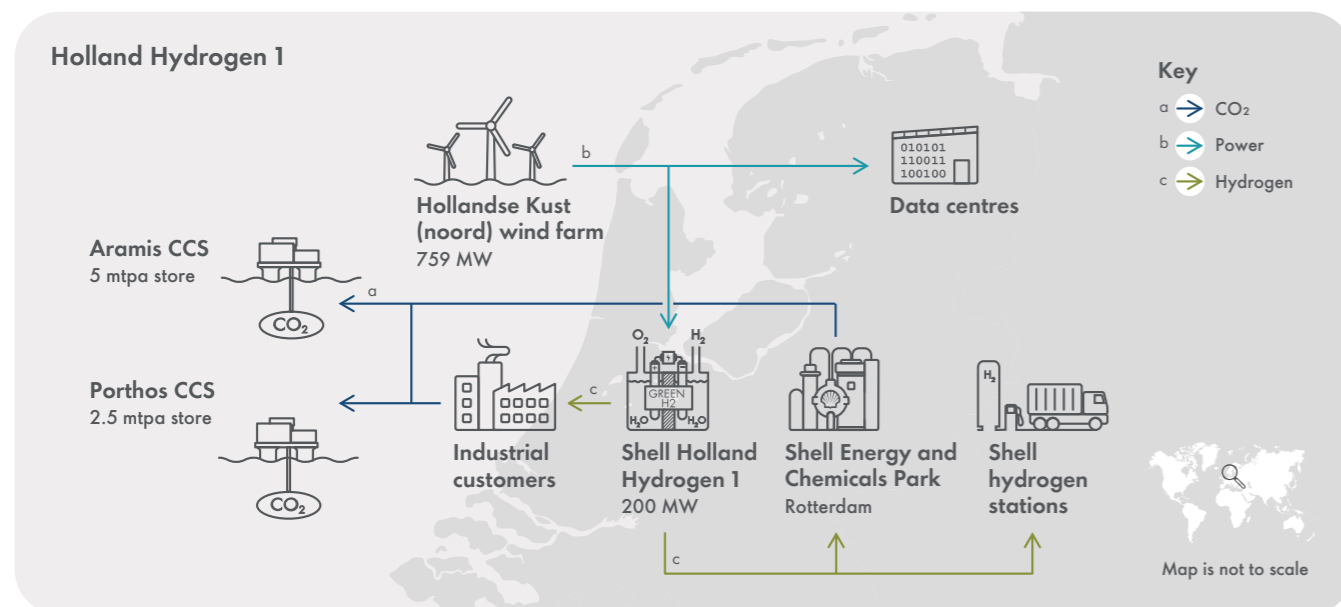 Holland Hydrogen 1
Key
a CO₂
b Power
c Hydrogen
b
010101
110011
100100
Hollandse Kust
(noord) wind farm
759 MW
Data centres
Aramis CCS
5 mtpa store
a
CO₂
O₂ H₂
Porthos CCS
2.5 mtpa store
c
GREEN
H2
H₂O H₂O
H₂
CO₂
Industrial
customers
Shell Holland
Hydrogen 1
200 MW
Shell Energy and
Chemicals Park
Rotterdam
Shell
hydrogen
stations
c
Map is not to scale